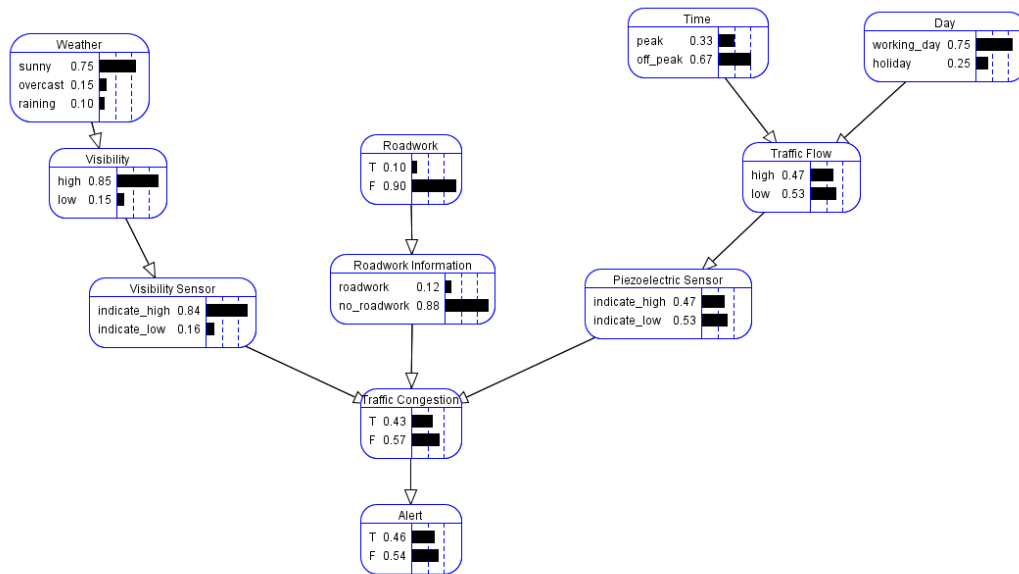 Time
peak 0.33
off_peak 0.67
Day
working_day 0.75
holiday 0.25
Weather
sunny 0.75
overcast 0.15
raining 0.10
Visibility
high 0.85
low 0.15
Roadwork
T 0.10
F 0.90
Traffic Flow
high 0.47
low 0.53
Visibility Sensor
indicate_high 0.84
indicate_low 0.16
Roadwork Information
roadwork 0.12
no_roadwork 0.88
Piezoelectric Sensor
indicate_high 0.47
indicate_low 0.53
Traffic Congestion
T 0.43
F 0.57
Alert
T 0.46
F 0.54